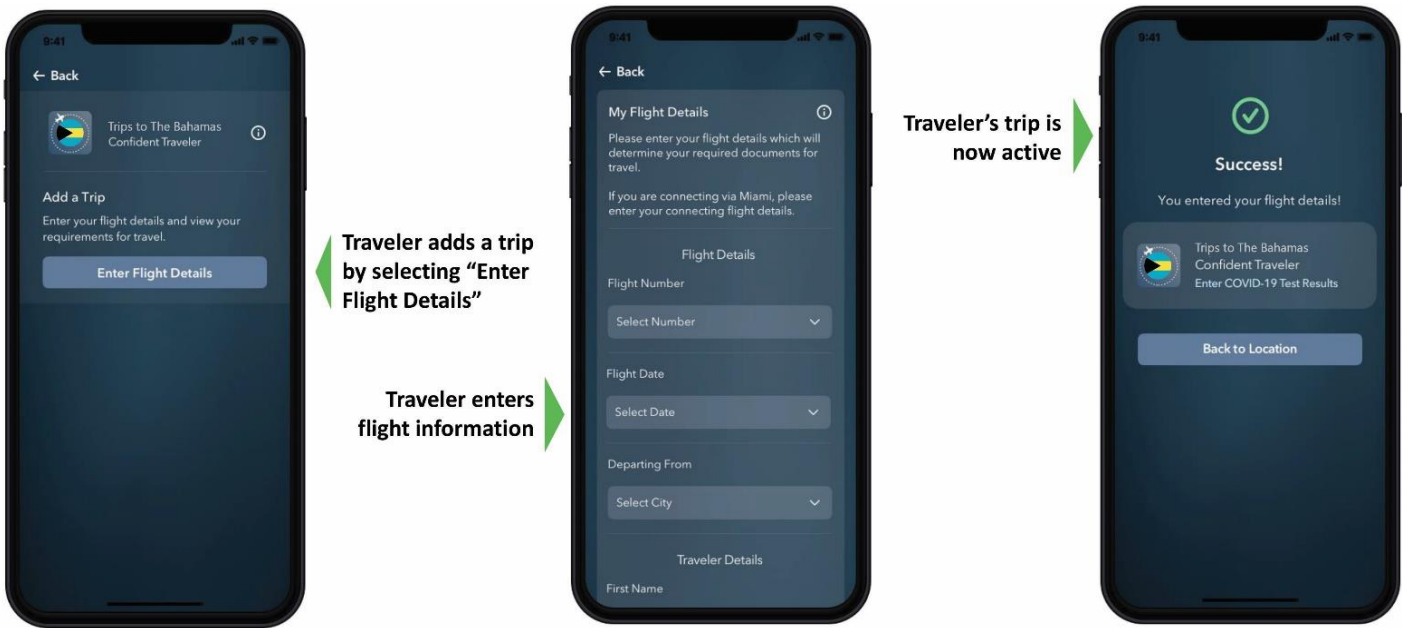 9:41
← Back
Trips to The Bahamas
Confident Traveler
Add a Trip
Enter your flight details and view your
requirements for travel.
Enter Flight Details
Traveler adds a trip
by selecting “Enter
Flight Details”
Traveler enters
flight information
9:41
← Back
My Flight Details
Please enter your flight details which will
determine your required documents for
travel.
If you are connecting via Miami, please
enter your connecting flight details.
Flight Details
Flight Number
Select Number
Flight Date
Select Date
Departing From
Select City
Traveler Details
First Name
Traveler’s trip is
now active
9:41
Success!
You entered your flight details!
Trips to The Bahamas
Confident Traveler
Enter COVID-19 Test Results
Back to Location